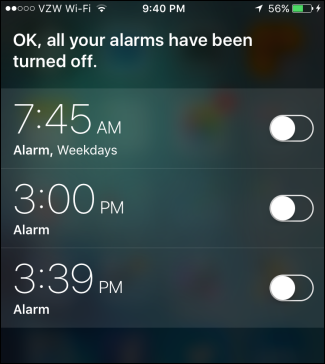 VZW Wi-Fi 9:40 PM 56%
OK, all your alarms have been
turned off.
7:45 AM
Alarm, Weekdays
3:00 PM
Alarm
3:39 PM
Alarm